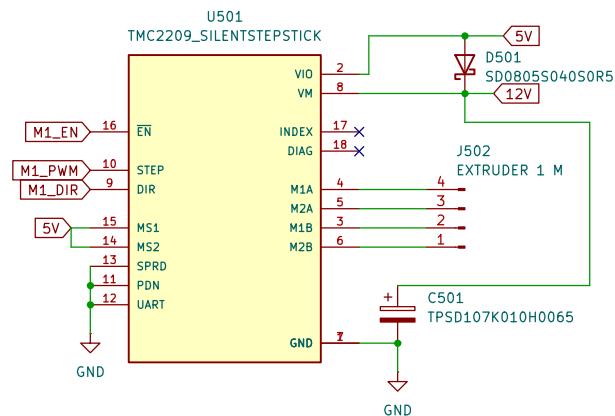 U501
TMC2209_SILENTSTEPSTICK
5V
VIO 2
D501
SD0805S040S0R5
VM 8
12V
M1_EN 16 EN
INDEX 17
DIAG 18
J502
EXTRUDER 1 M
M1_PWM 10 STEP
M1_DIR 9 DIR
M1A 4 4
M2A 5 3
5V 15 MS1
M1B 3 2
14 MS2
M2B 6 1
13 SPRD
11 PDN
12 UART
+
C501
TPSD107K010H0065
GND
GND
GND